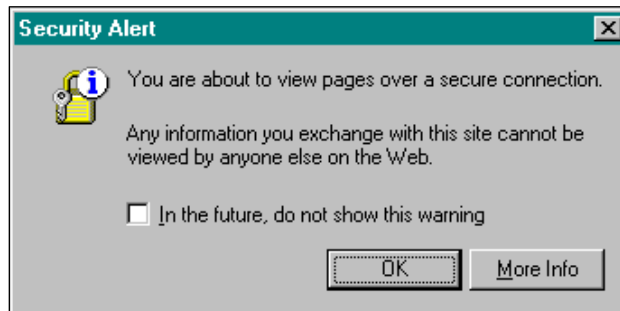 Security Alert
You are about to view pages over a secure connection.
Any information you exchange with this site cannot be
viewed by anyone else on the Web.
In the future, do not show this warning
OK
More Info